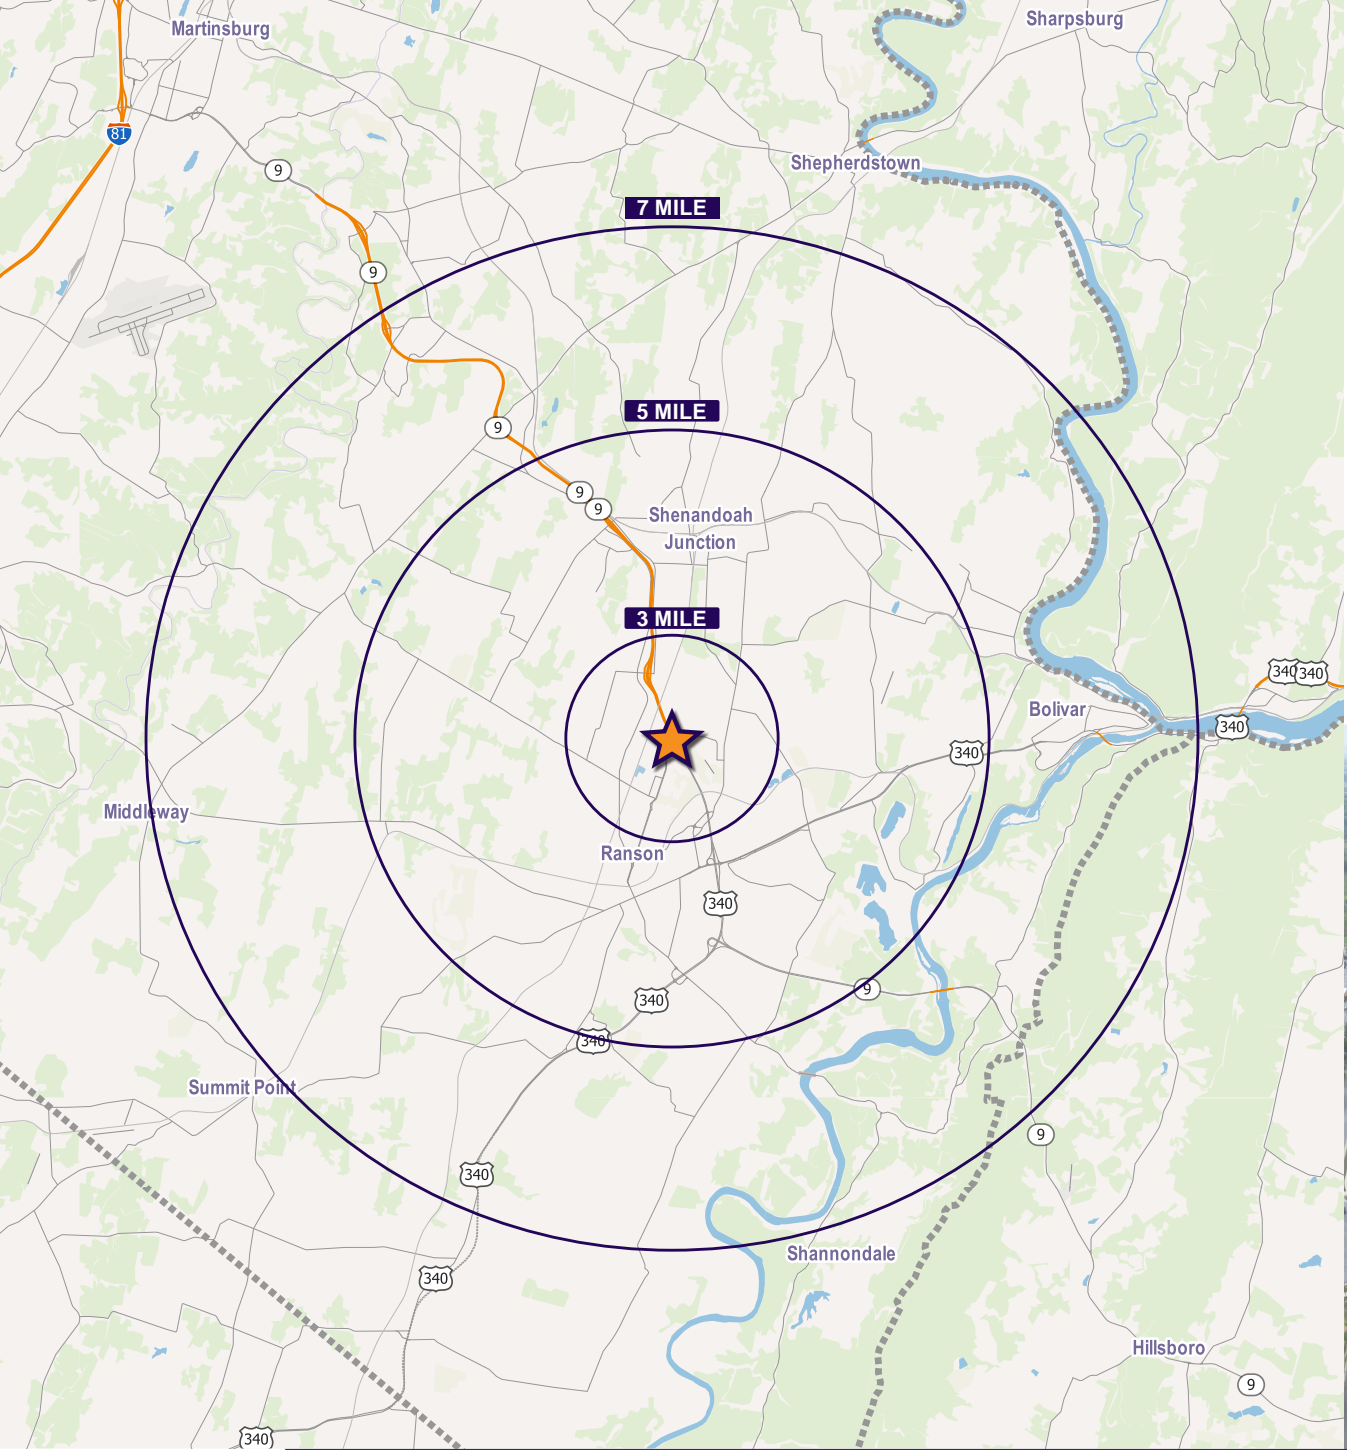 Martinsburg
Sharpsburg
81
Shepherdstown
9
7 MILE
9
5 MILE
9
9
9
Shenandoah
Junction
3 MILE
340
340
Bolivar
340
340
Middleway
Ranson
340
9
340
340
Summit Point
9
340
Shannondale
340
Hillsboro
9
340